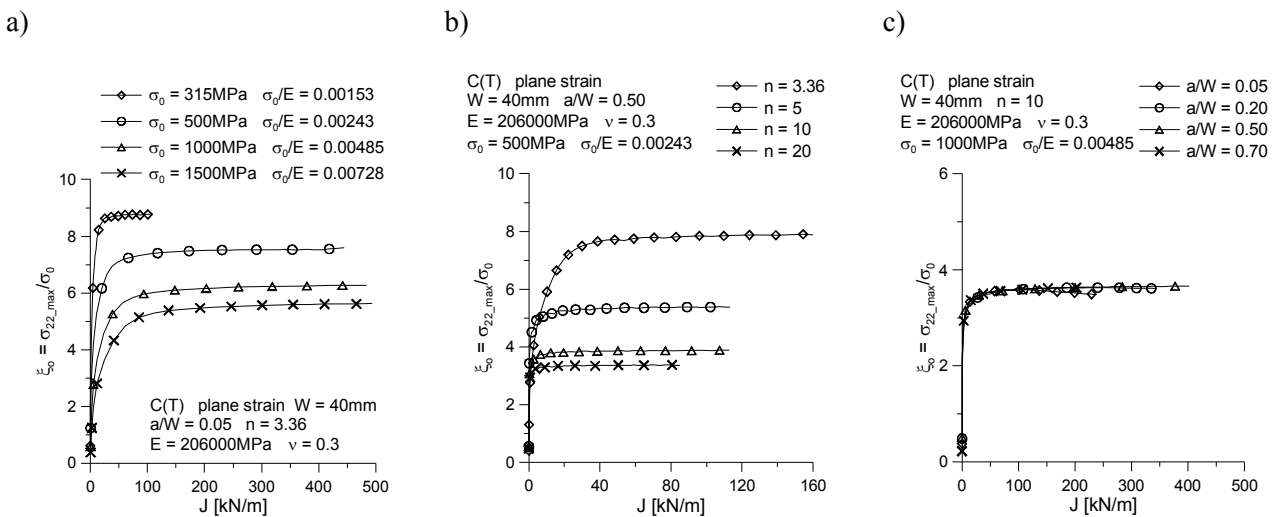 a)
σ₀ = 315MPa σ₀/E = 0.00153
σ₀ = 500MPa σ₀/E = 0.00243
σ₀ = 1000MPa σ₀/E = 0.00485
σ₀ = 1500MPa σ₀/E = 0.00728
10
8
6
4
2
0
ξ₀ = σ₂₂_max/σ₀
C(T) plane strain W = 40mm
a/W = 0.05 n = 3.36
E = 206000MPa ν = 0.3
0 100 200 300 400 500
J [kN/m]
b)
C(T) plane strain
W = 40mm a/W = 0.50
E = 206000MPa ν = 0.3
σ₀ = 500MPa σ₀/E = 0.00243
n = 3.36
n = 5
n = 10
n = 20
10
8
6
4
2
0
ξ₀ = σ₂₂_max/σ₀
0 40 80 120 160
J [kN/m]
c)
C(T) plane strain
W = 40mm n = 10
E = 206000MPa ν = 0.3
σ₀ = 1000MPa σ₀/E = 0.00485
a/W = 0.05
a/W = 0.20
a/W = 0.50
a/W = 0.70
6
4
2
0
ξ₀ = σ₂₂_max/σ₀
0 100 200 300 400 500
J [kN/m]